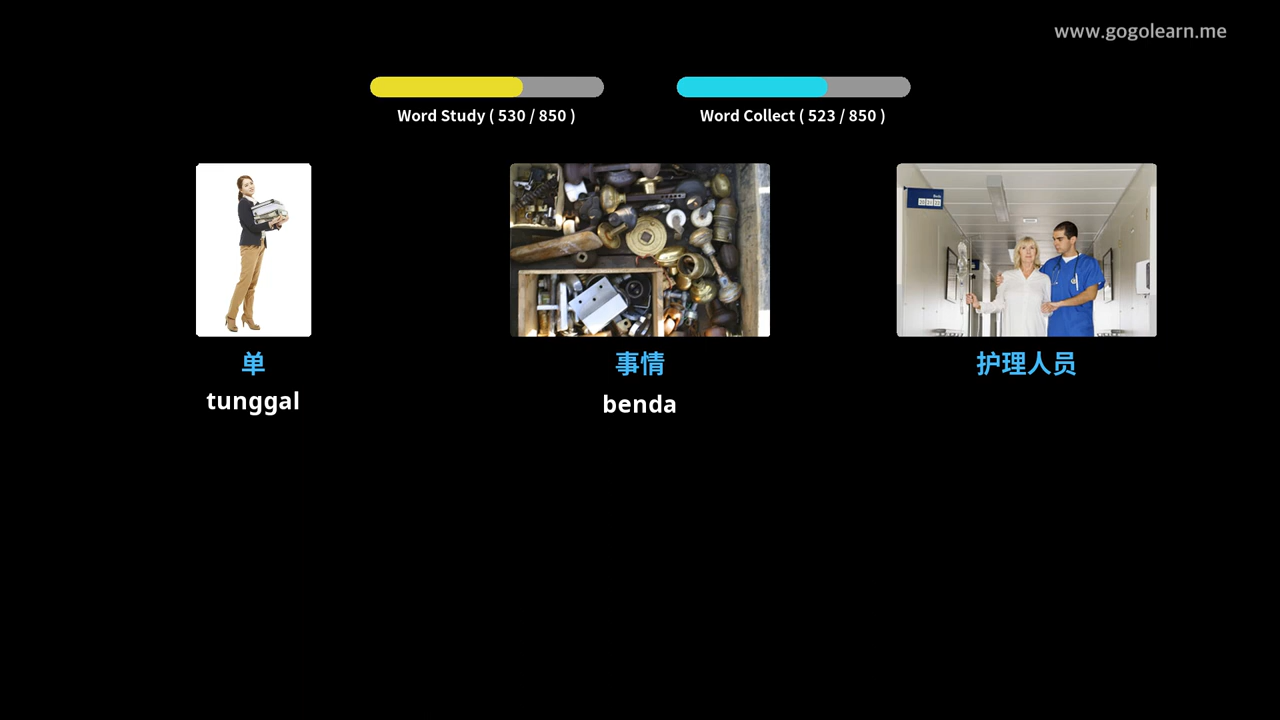 www.gogolearn.me
Word Study ( 530 / 850 )
Word Collect ( 523 / 850 )
单
事情
护理人员
tunggal
benda